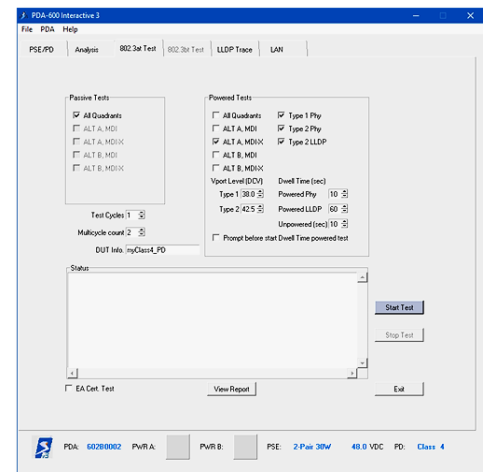 PDA-600 Interactive 3
File PDA Help
PSE/PD Analysis 802.3at Test 802.3bt Test LLDP Trace LAN
Passive Tests
All Quadrants
ALT A, MDI
ALT A, MDI-X
ALT B, MDI
ALT B, MDI-X
Test Cycles 1
Multicycle count 2
DUT Info. myClass4_PD
Powered Tests
All Quadrants Type 1 Phy
ALT A, MDI Type 2 Phy
ALT A, MDI-X Type 2 LLDP
ALT B, MDI
ALT B, MDI-X
Vport Level (DCV) Dwell Time (sec)
Type 1 38.0 Powered Phy 10
Type 2 42.5 Powered LLDP 60
Unpowered (sec) 10
Prompt before start Dwell Time powered test
Status
Start Test
Stop Test
EA Cert. Test View Report Exit
PDA: 602B0002 PWR A: PWR B: PSE: 2-Pair 30W 48.0 VDC PD: Class 4